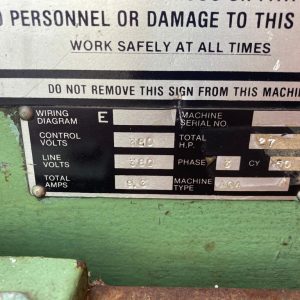 O PERSONNEL OR DAMAGE TO THIS
WORK SAFELY AT ALL TIMES
DO NOT REMOVE THIS SIGN FROM THIS MACHIN
WIRING DIAGRAM E MACHINE SERIAL NO.
CONTROL VOLTS TOTAL H.P.
LINE VOLTS 380 PHASE 3 CY 50
TOTAL AMPS MACHINE TYPE